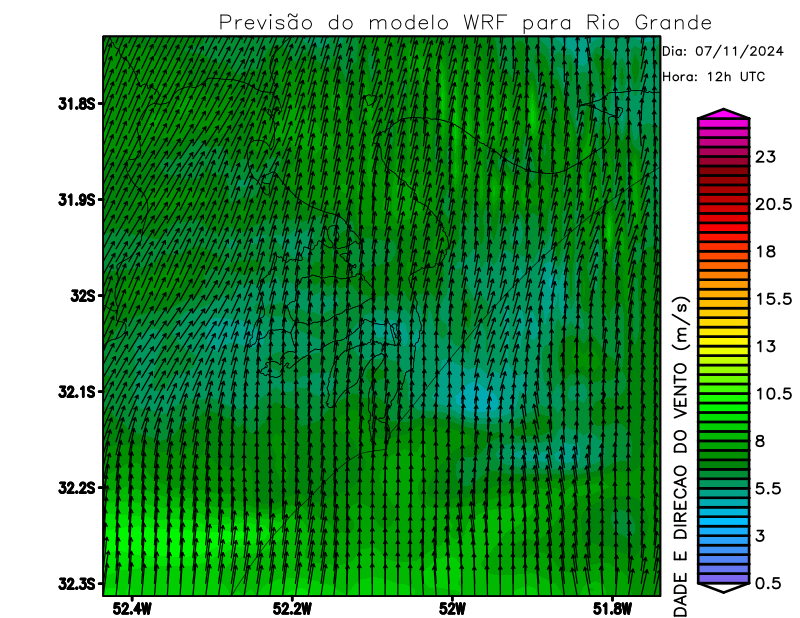 Previsão do modelo WRF para Rio Grande
Dia: 07/11/2024
Hora: 12h UTC
31.8S
31.9S
32S
32.1S
32.2S
32.3S
52.4W
52.2W
52W
51.8W
23
20.5
18
15.5
13
10.5
8
5.5
3
0.5
DADE E DIRECAO DO VENTO (m/s)